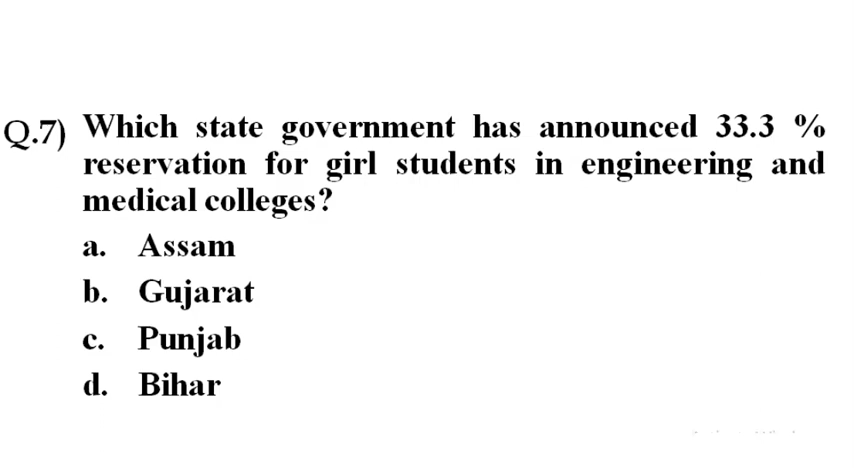 Q.7) Which state government has announced 33.3 %
reservation for girl students in engineering and
medical colleges?
a. Assam
b. Gujarat
c. Punjab
d. Bihar